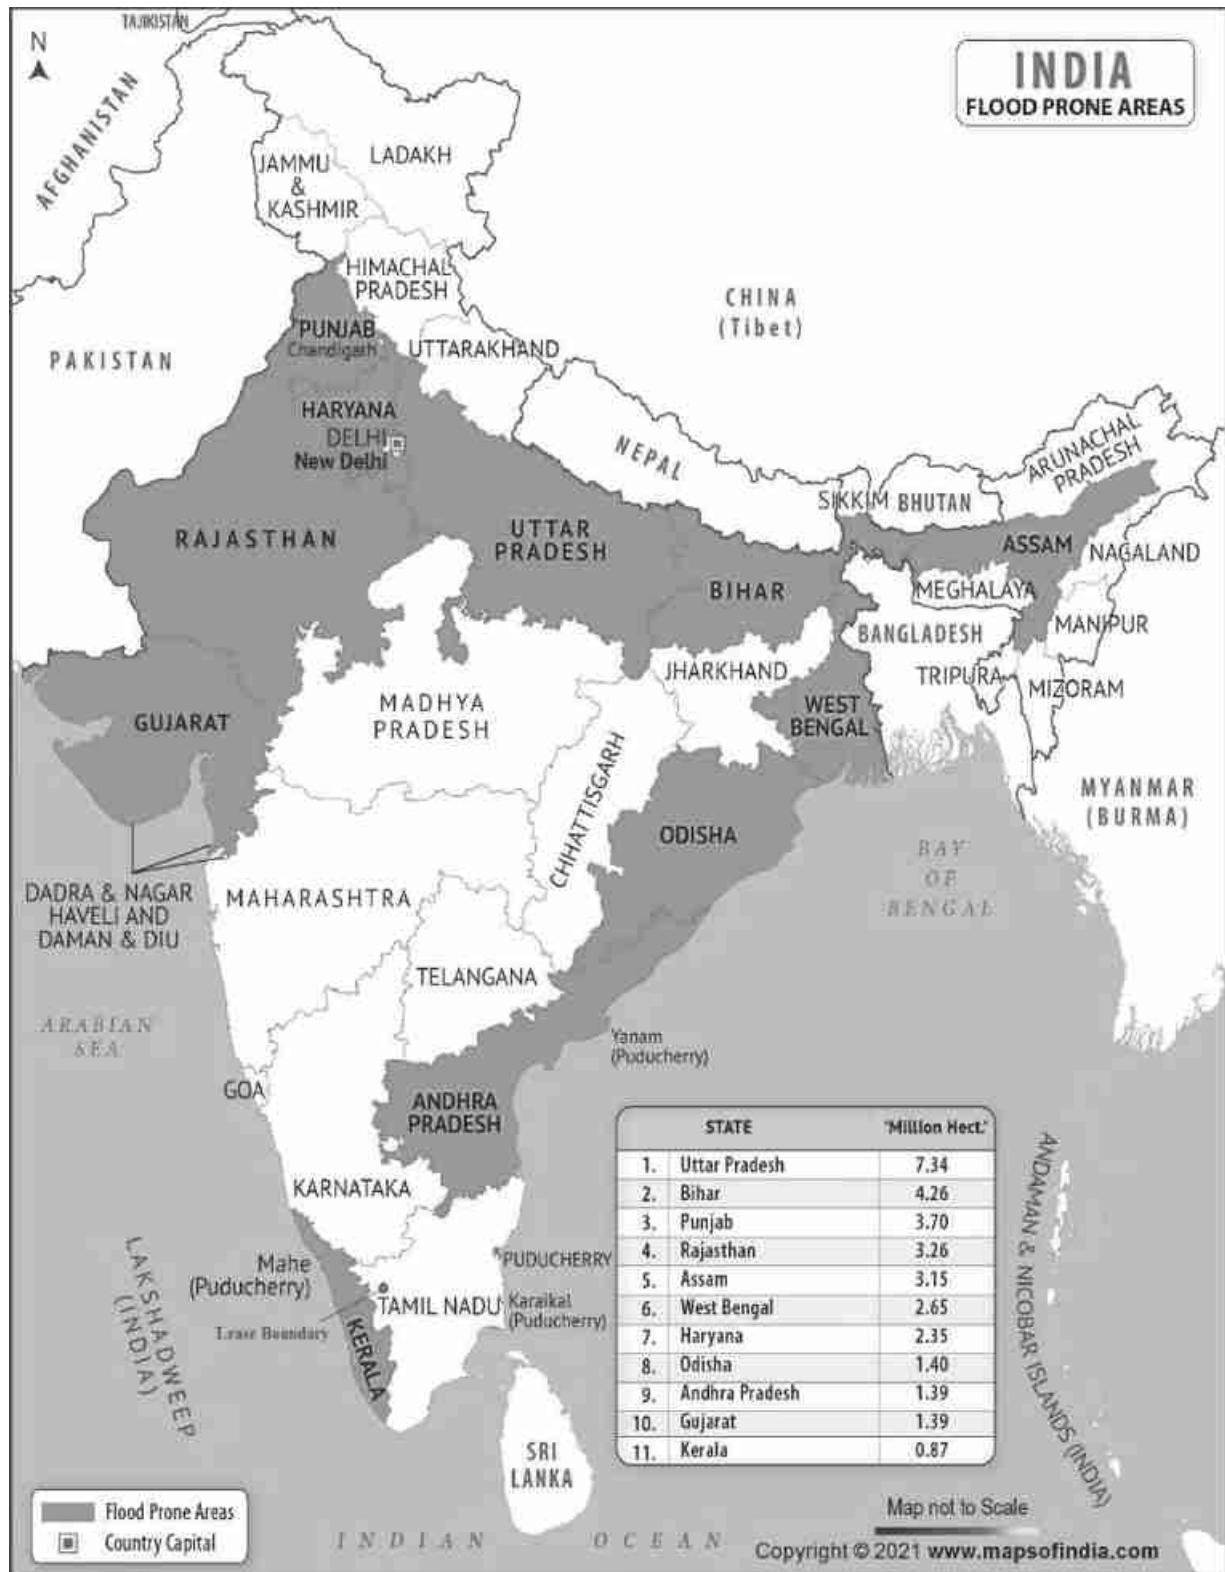 TAJIKISTAN
N
INDIA
FLOOD PRONE AREAS
AFGHANISTAN
JAMMU
&
KASHMIR
LADAKH
HIMACHAL
PRADESH
CHINA
(Tibet)
PUNJAB
Chandigarh
UTTARAKHAND
PAKISTAN
HARYANA
DELHI
New Delhi
NEPAL
ARUNACHAL
PRADESH
SIKKIM
BHUTAN
RAJASTHAN
UTTAR
PRADESH
ASSAM
NAGALAND
BIHAR
MEGHALAYA
MANIPUR
BANGLADESH
JHARKHAND
TRIPURA
MIZORAM
GUJARAT
MADHYA
PRADESH
WEST
BENGAL
CHHATTISGARH
MYANMAR
(BURMA)
ODISHA
BAY
OF
BENGAL
DADRA & NAGAR
HAVELI AND
DAMAN & DIU
MAHARASHTRA
TELANGANA
ARABIAN
SEA
Yanam
(Puducherry)
GOA
ANDHRA
PRADESH
KARNATAKA
STATE 'Million Hect.'
1. Uttar Pradesh 7.34
2. Bihar 4.26
3. Punjab 3.70
4. Rajasthan 3.26
5. Assam 3.15
6. West Bengal 2.65
7. Haryana 2.35
8. Odisha 1.40
9. Andhra Pradesh 1.39
10. Gujarat 1.39
11. Kerala 0.87
ANDAMAN & NICOBAR ISLANDS (INDIA)
LAKSHADWEEP
(INDIA)
Mahe
(Puducherry)
PUDUCHERRY
TAMIL NADU
Karaikal
(Puducherry)
Lease Boundary
KERALA
SRI
LANKA
Flood Prone Areas
Country Capital
INDIAN OCEAN
Map not to Scale
Copyright © 2021 www.mapsofindia.com